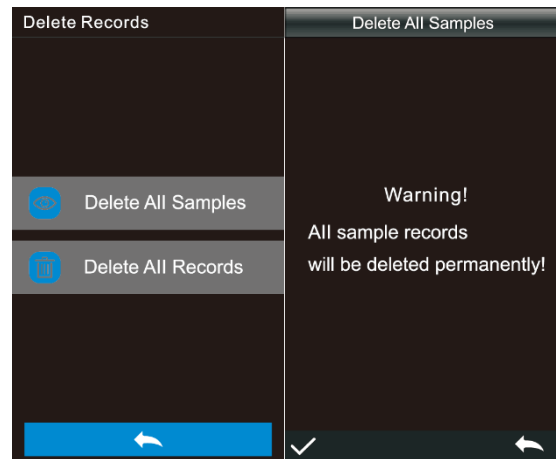 Delete Records
Delete All Samples
Delete All Records
Delete All Samples
Warning!
All sample records
will be deleted permanently!